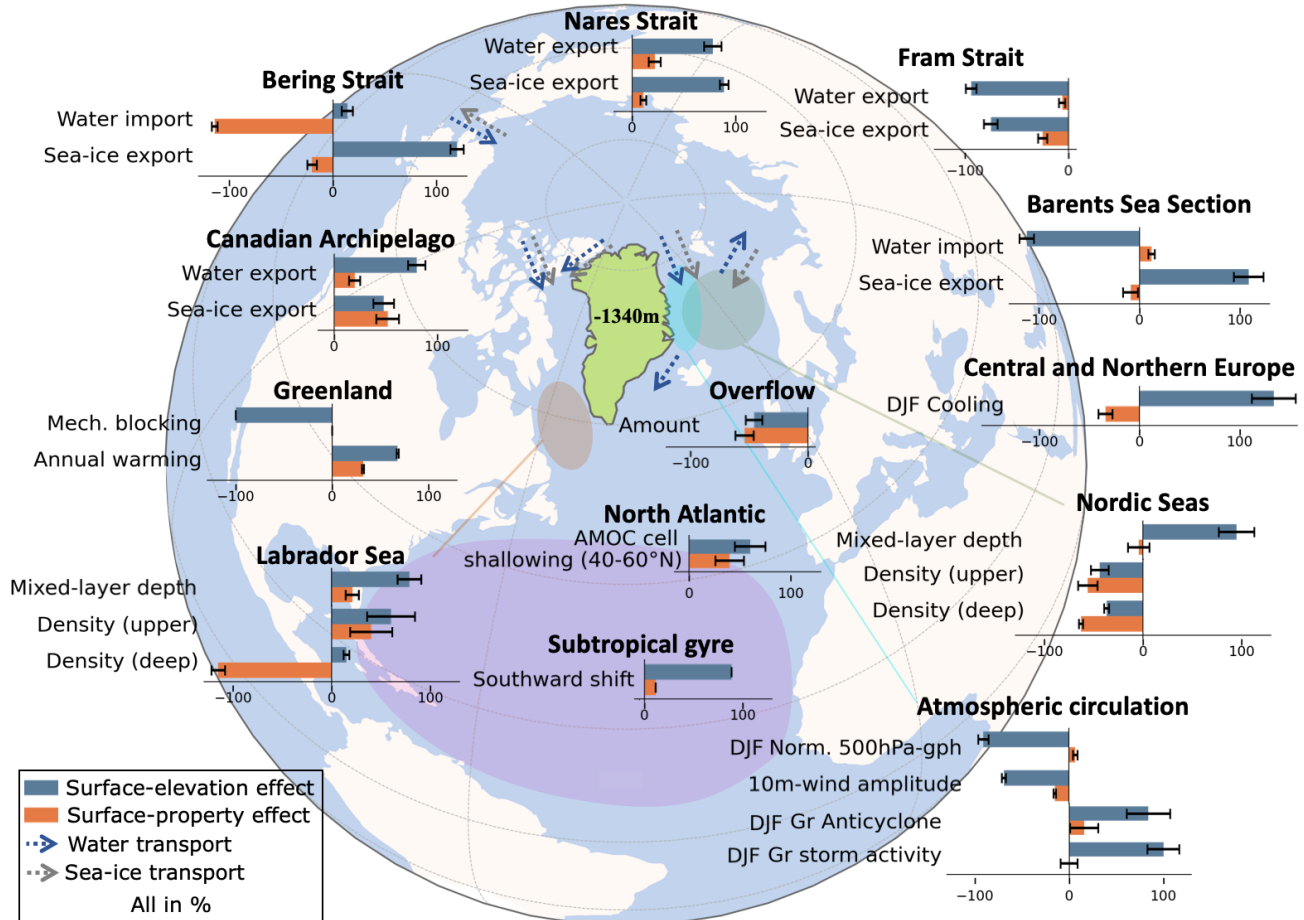 Nares Strait
Water export
Sea-ice export
0 100
Fram Strait
Water export
Sea-ice export
−100 0
Bering Strait
Water import
Sea-ice export
−100 0 100
Barents Sea Section
Water import
Sea-ice export
−100 0 100
Canadian Archipelago
Water export
Sea-ice export
0 100
-1340m
Greenland
Mech. blocking
Annual warming
−100 0 100
Overflow
Amount
−100 0
Central and Northern Europe
DJF Cooling
−100 0
North Atlantic
AMOC cell
shallowing (40-60°N)
0 100
Nordic Seas
Mixed-layer depth
Density (upper)
Density (deep)
−100 0 100
Labrador Sea
Mixed-layer depth
Density (upper)
Density (deep)
−100 0 100
Subtropical gyre
Southward shift
0 100
Atmospheric circulation
DJF Norm. 500hPa-gph
10m-wind amplitude
DJF Gr Anticyclone
DJF Gr storm activity
−100 0 100
Surface-elevation effect
Surface-property effect
Water transport
Sea-ice transport
All in %